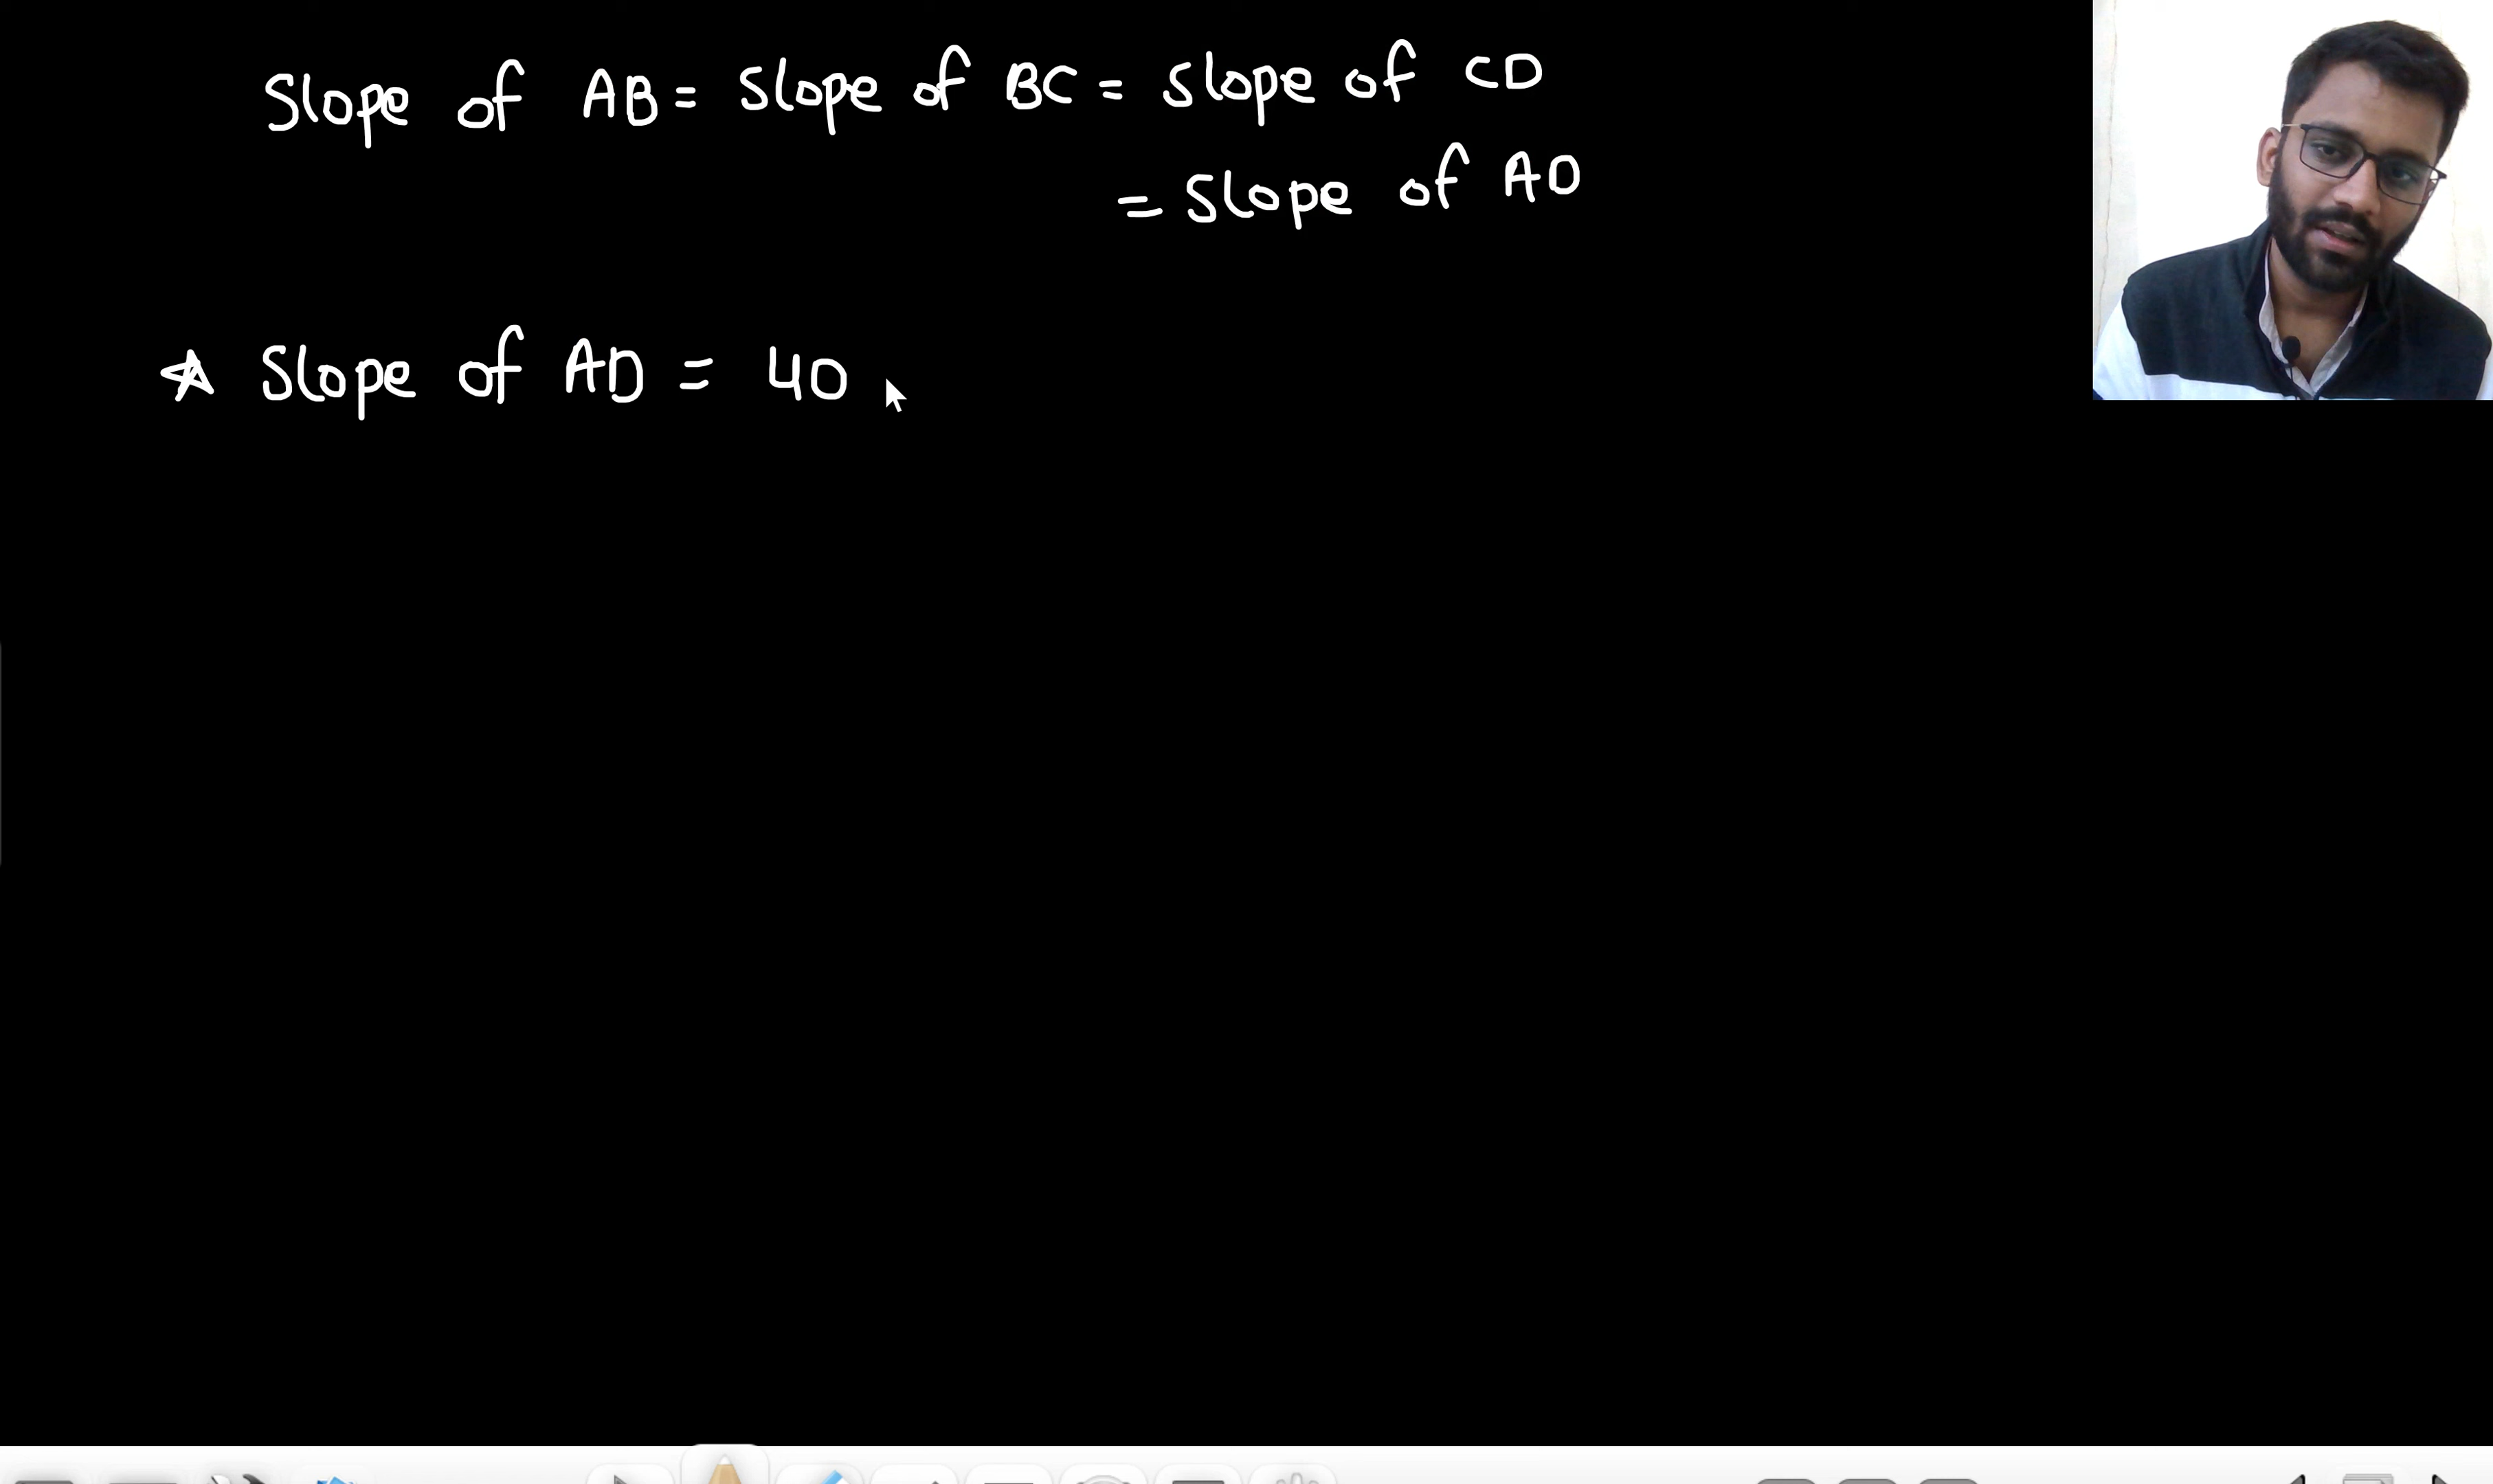 Slope of AB = Slope of BC = Slope of CD
= Slope of AD
☆ Slope of AD = 40